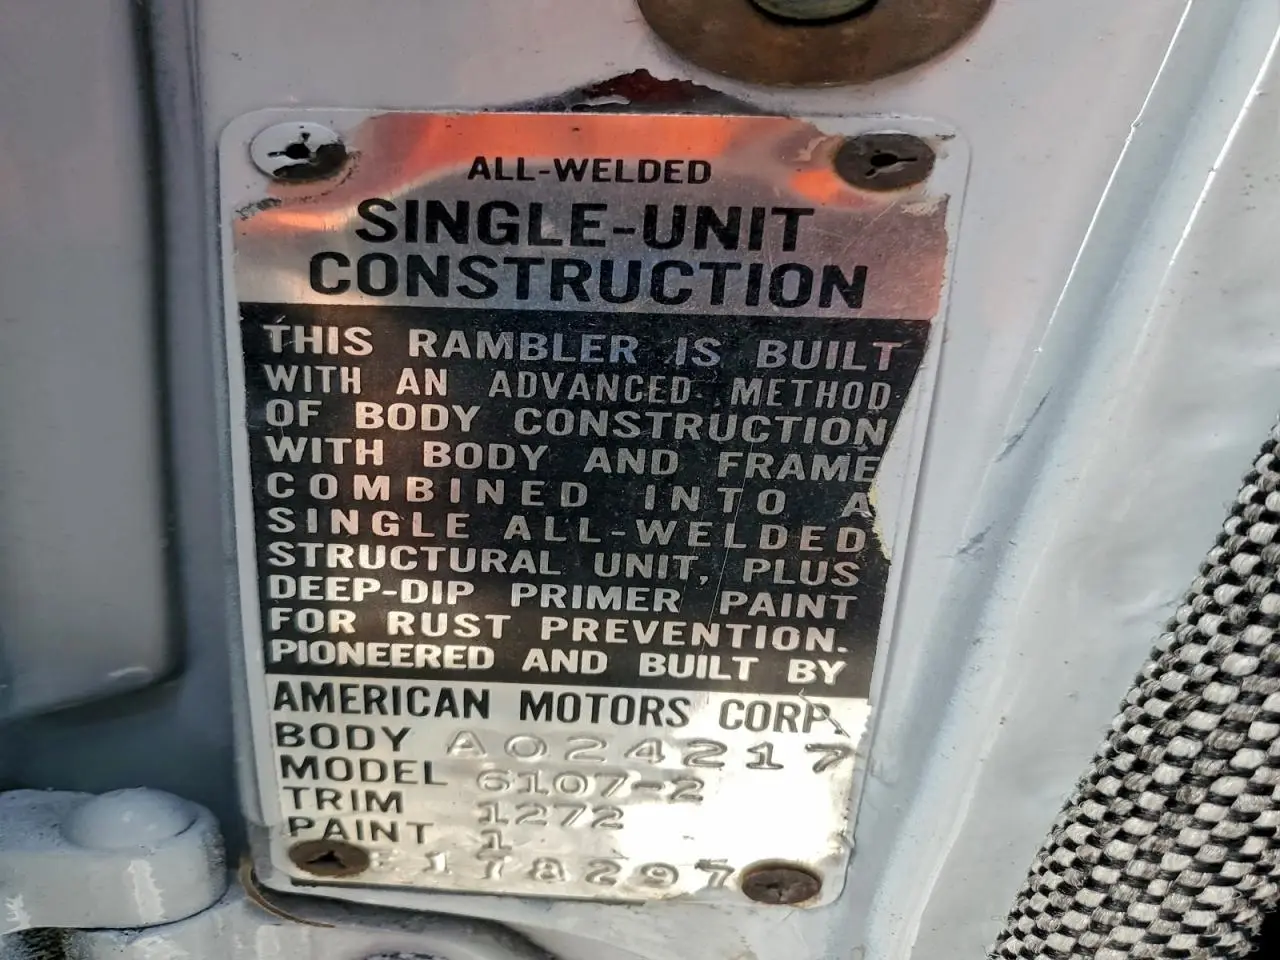 ALL-WELDED
SINGLE-UNIT
CONSTRUCTION
THIS RAMBLER IS BUILT
WITH AN ADVANCED METHOD
OF BODY CONSTRUCTION
WITH BODY AND FRAME
COMBINED INTO A
SINGLE ALL-WELDED
STRUCTURAL UNIT, PLUS
DEEP-DIP PRIMER PAINT
FOR RUST PREVENTION.
PIONEERED AND BUILT BY
AMERICAN MOTORS CORP.
BODY A024217
MODEL 6107-2
TRIM 1272
PAINT 1